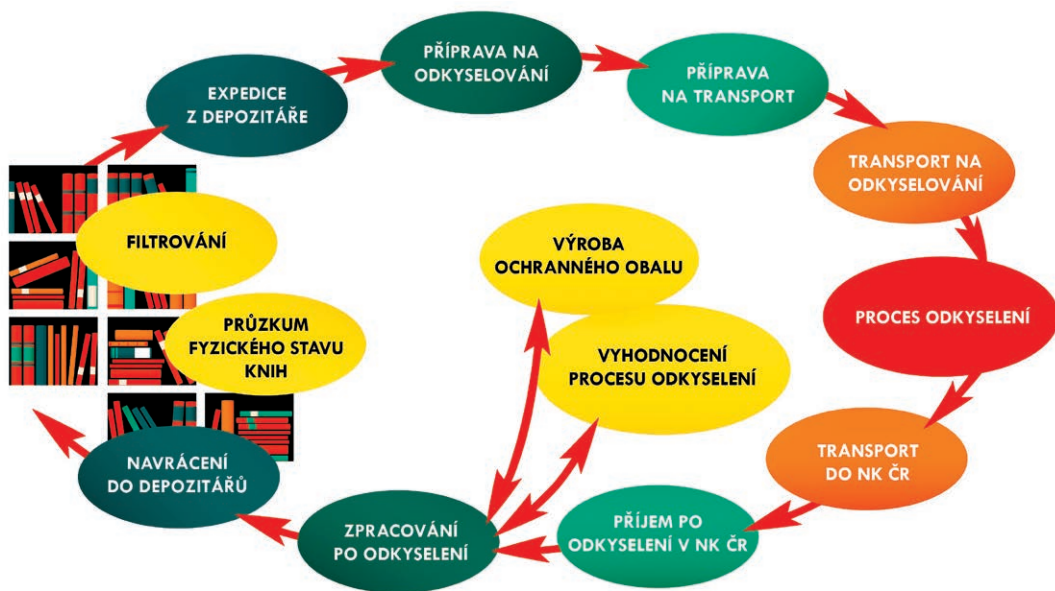 PŘÍPRAVA NA
ODKYSELOVÁNÍ
PŘÍPRAVA
NA TRANSPORT
EXPEDICE
Z DEPOZITÁŘE
TRANSPORT NA
ODKYSELOVÁNÍ
FILTROVÁNÍ
VÝROBA
OCHRANNÉHO OBALU
PROCES ODKYSELENÍ
PRŮZKUM
FYZICKÉHO STAVU
KNIH
VYHODNOCENÍ
PROCESU ODKYSELENÍ
TRANSPORT
DO NK ČR
NAVRÁCENÍ
DO DEPOZITÁŘŮ
PŘÍJEM PO
ODKYSELENÍ V NK ČR
ZPRACOVÁNÍ
PO ODKYSELENÍ